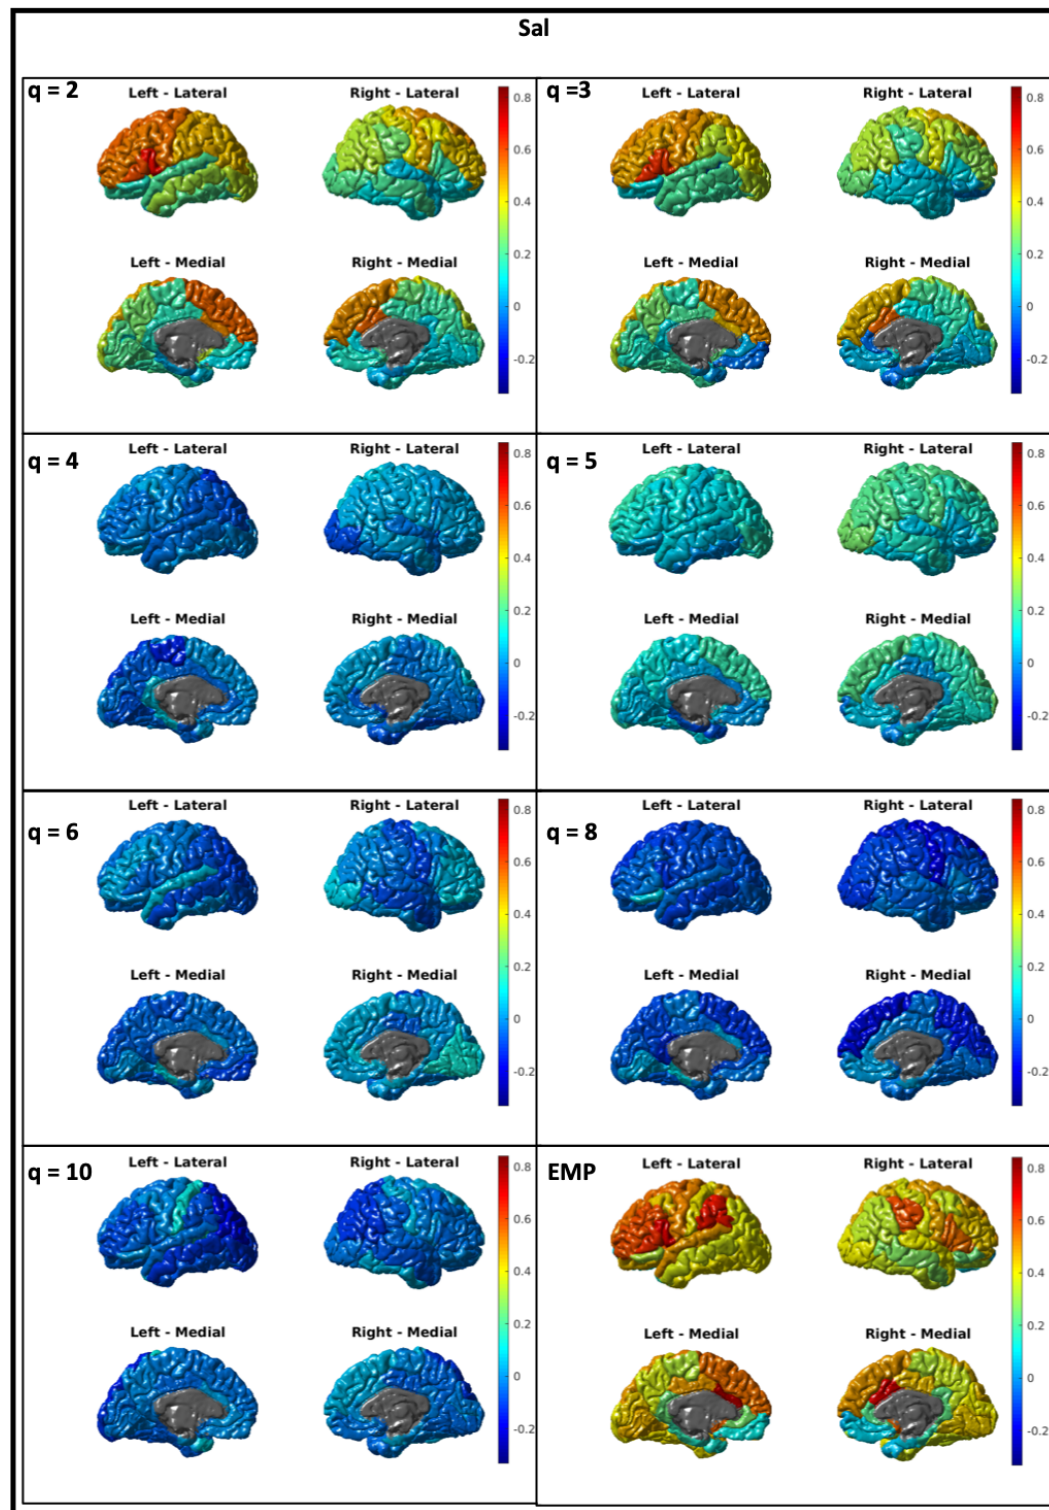 Sal
q = 2
Left - Lateral
Right - Lateral
0.8
0.6
0.4
0.2
0
-0.2
Left - Medial
Right - Medial
q =3
Left - Lateral
Right - Lateral
0.8
0.6
0.4
0.2
0
-0.2
Left - Medial
Right - Medial
q = 4
Left - Lateral
Right - Lateral
0.8
0.6
0.4
0.2
0
-0.2
Left - Medial
Right - Medial
q = 5
Left - Lateral
Right - Lateral
0.8
0.6
0.4
0.2
0
-0.2
Left - Medial
Right - Medial
q = 6
Left - Lateral
Right - Lateral
0.8
0.6
0.4
0.2
0
-0.2
Left - Medial
Right - Medial
q = 8
Left - Lateral
Right - Lateral
0.8
0.6
0.4
0.2
0
-0.2
Left - Medial
Right - Medial
q = 10
Left - Lateral
Right - Lateral
0.8
0.6
0.4
0.2
0
-0.2
Left - Medial
Right - Medial
EMP
Left - Lateral
Right - Lateral
0.8
0.6
0.4
0.2
0
-0.2
Left - Medial
Right - Medial